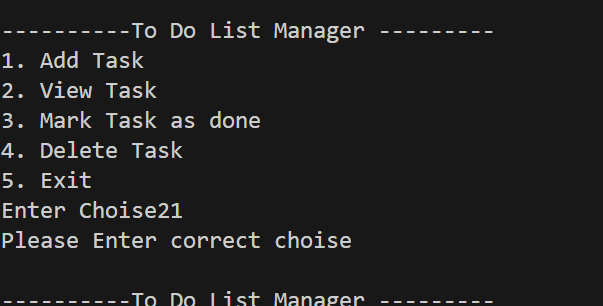 ----------To Do List Manager ---------
1. Add Task
2. View Task
3. Mark Task as done
4. Delete Task
5. Exit
Enter Choise21
Please Enter correct choise
----------To Do List Manager ---------